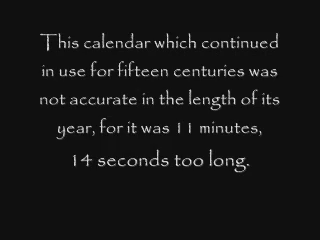 This calendar which continued
in use for fifteen centuries was
not accurate in the length of its
year, for it was 11 minutes,
14 seconds too long.